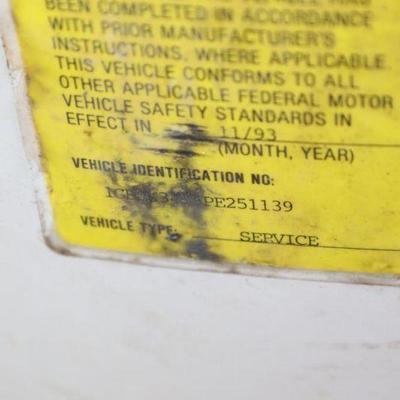 BEEN COMPLETED IN ACCORDANCE
WITH PRIOR MANUFACTURER'S
INSTRUCTIONS, WHERE APPLICABLE
THIS VEHICLE CONFORMS TO ALL
OTHER APPLICABLE FEDERAL MOTOR
VEHICLE SAFETY STANDARDS IN
EFFECT IN 11/93
(MONTH, YEAR)
VEHICLE IDENTIFICATION NO:
VEHICLE TYPE: SERVICE